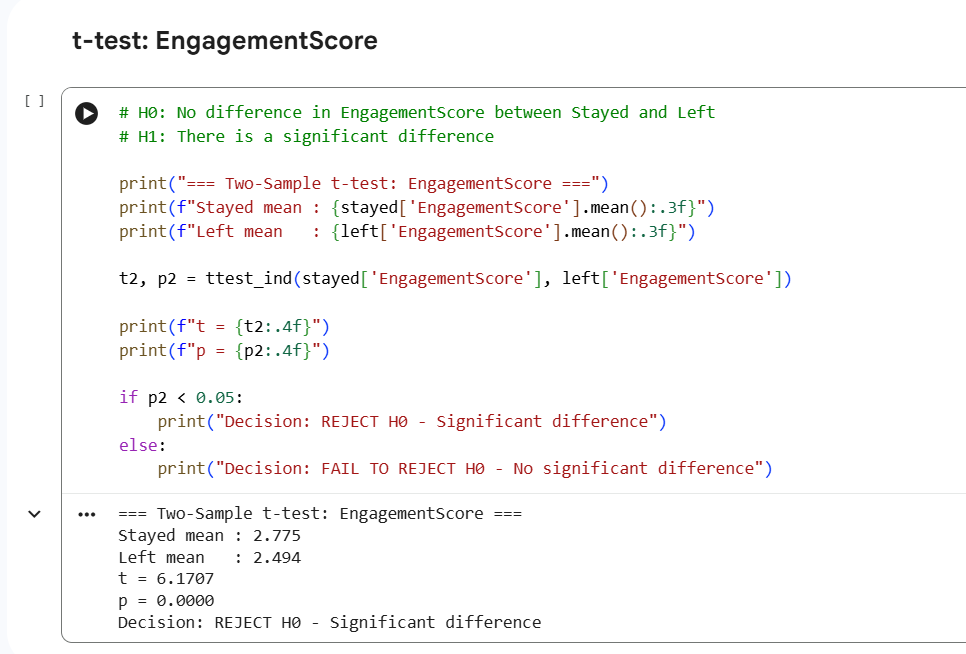 t-test: EngagementScore
[ ]
# H0: No difference in EngagementScore between Stayed and Left
# H1: There is a significant difference
print("=== Two-Sample t-test: EngagementScore ===")
print(f"Stayed mean : {stayed['EngagementScore'].mean():.3f}")
print(f"Left mean   : {left['EngagementScore'].mean():.3f}")
t2, p2 = ttest_ind(stayed['EngagementScore'], left['EngagementScore'])
print(f"t = {t2:.4f}")
print(f"p = {p2:.4f}")
if p2 < 0.05:
    print("Decision: REJECT H0 - Significant difference")
else:
    print("Decision: FAIL TO REJECT H0 - No significant difference")
=== Two-Sample t-test: EngagementScore ===
Stayed mean : 2.775
Left mean   : 2.494
t = 6.1707
p = 0.0000
Decision: REJECT H0 - Significant difference